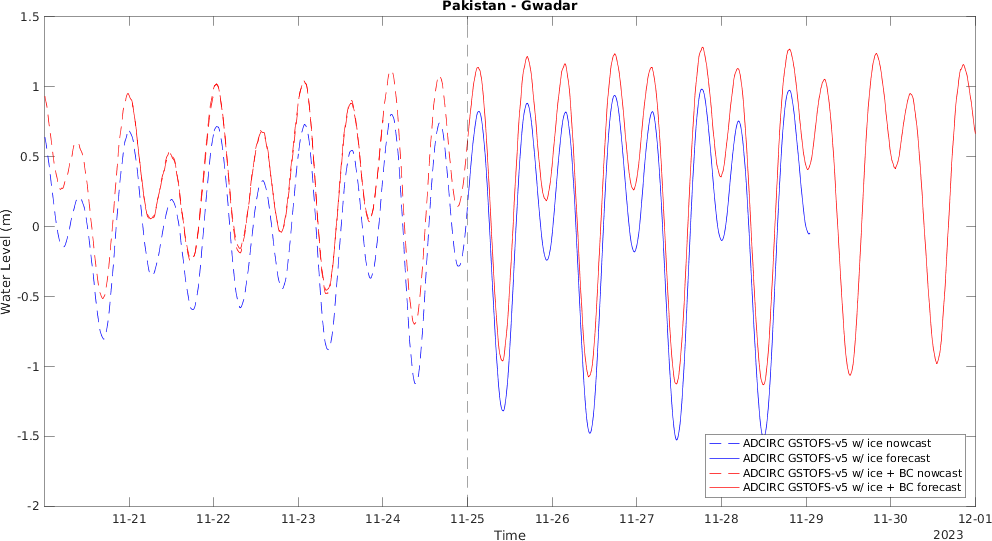 Pakistan - Gwadar
1.5
1
0.5
0
-0.5
-1
-1.5
-2
Water Level (m)
11-21
11-22
11-23
11-24
11-25
11-26
11-27
11-28
11-29
11-30
12-01
Time
2023
ADCIRC GSTOFS-v5 w/ ice nowcast
ADCIRC GSTOFS-v5 w/ ice forecast
ADCIRC GSTOFS-v5 w/ ice + BC nowcast
ADCIRC GSTOFS-v5 w/ ice + BC forecast